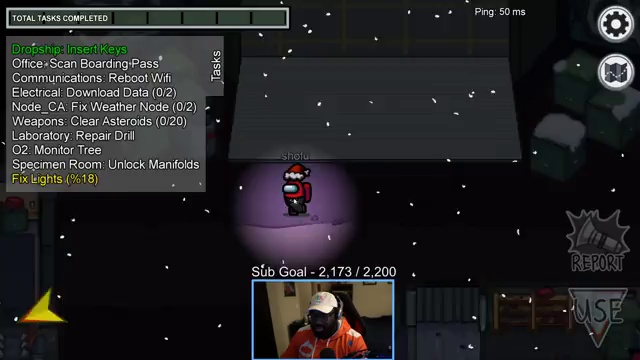 TOTAL TASKS COMPLETED
Ping: 50 ms
Dropship: Insert Keys
Office: Scan Boarding Pass
Communications: Reboot Wifi
Electrical: Download Data (0/2)
Node_CA: Fix Weather Node (0/2)
Weapons: Clear Asteroids (0/20)
Laboratory: Repair Drill
O2: Monitor Tree
Specimen Room: Unlock Manifolds
Fix Lights (%18)
Tasks
shofu
REPORT
Sub Goal - 2,173 / 2,200
USE